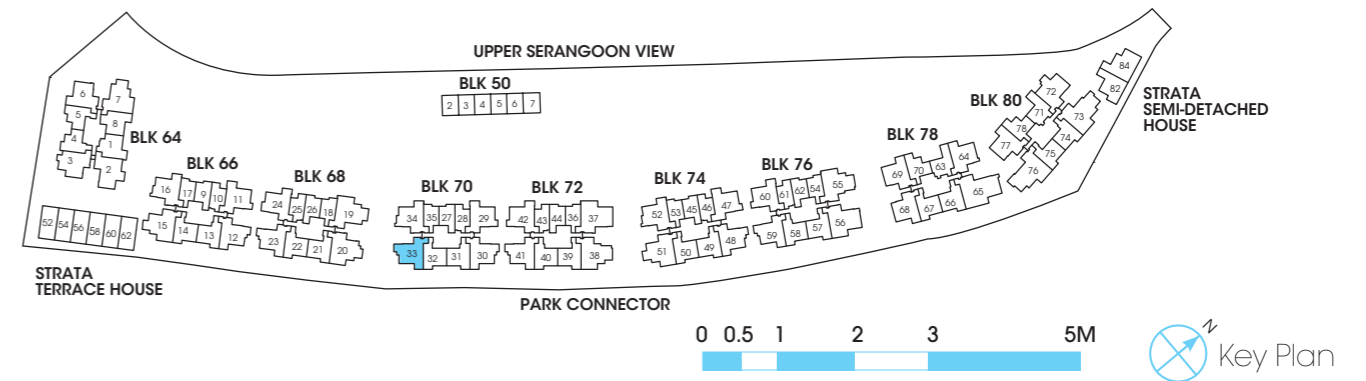 UPPER SERANGOON VIEW
BLK 50
2 3 4 5 6 7
84
82
STRATA
SEMI-DETACHED
HOUSE
BLK 80
72
71
73
78
74
77
75
76
6
7
5
8
4
1
3
2
BLK 64
BLK 66
16 17 9 10 11
15 14 13 12
BLK 68
24 25 26 18 19
23 22 21 20
BLK 70
34 35 27 28 29
33 32 31 30
BLK 72
42 43 44 36 37
41 40 39 38
BLK 74
52 53 45 46 47
51 50 49 48
BLK 76
60 61 62 54 55
59 58 57 56
BLK 78
69 70 63 64
68 67 66 65
52 54 56 58 60 62
STRATA
TERRACE HOUSE
PARK CONNECTOR
0 0.5 1 2 3 5M
N
Key Plan